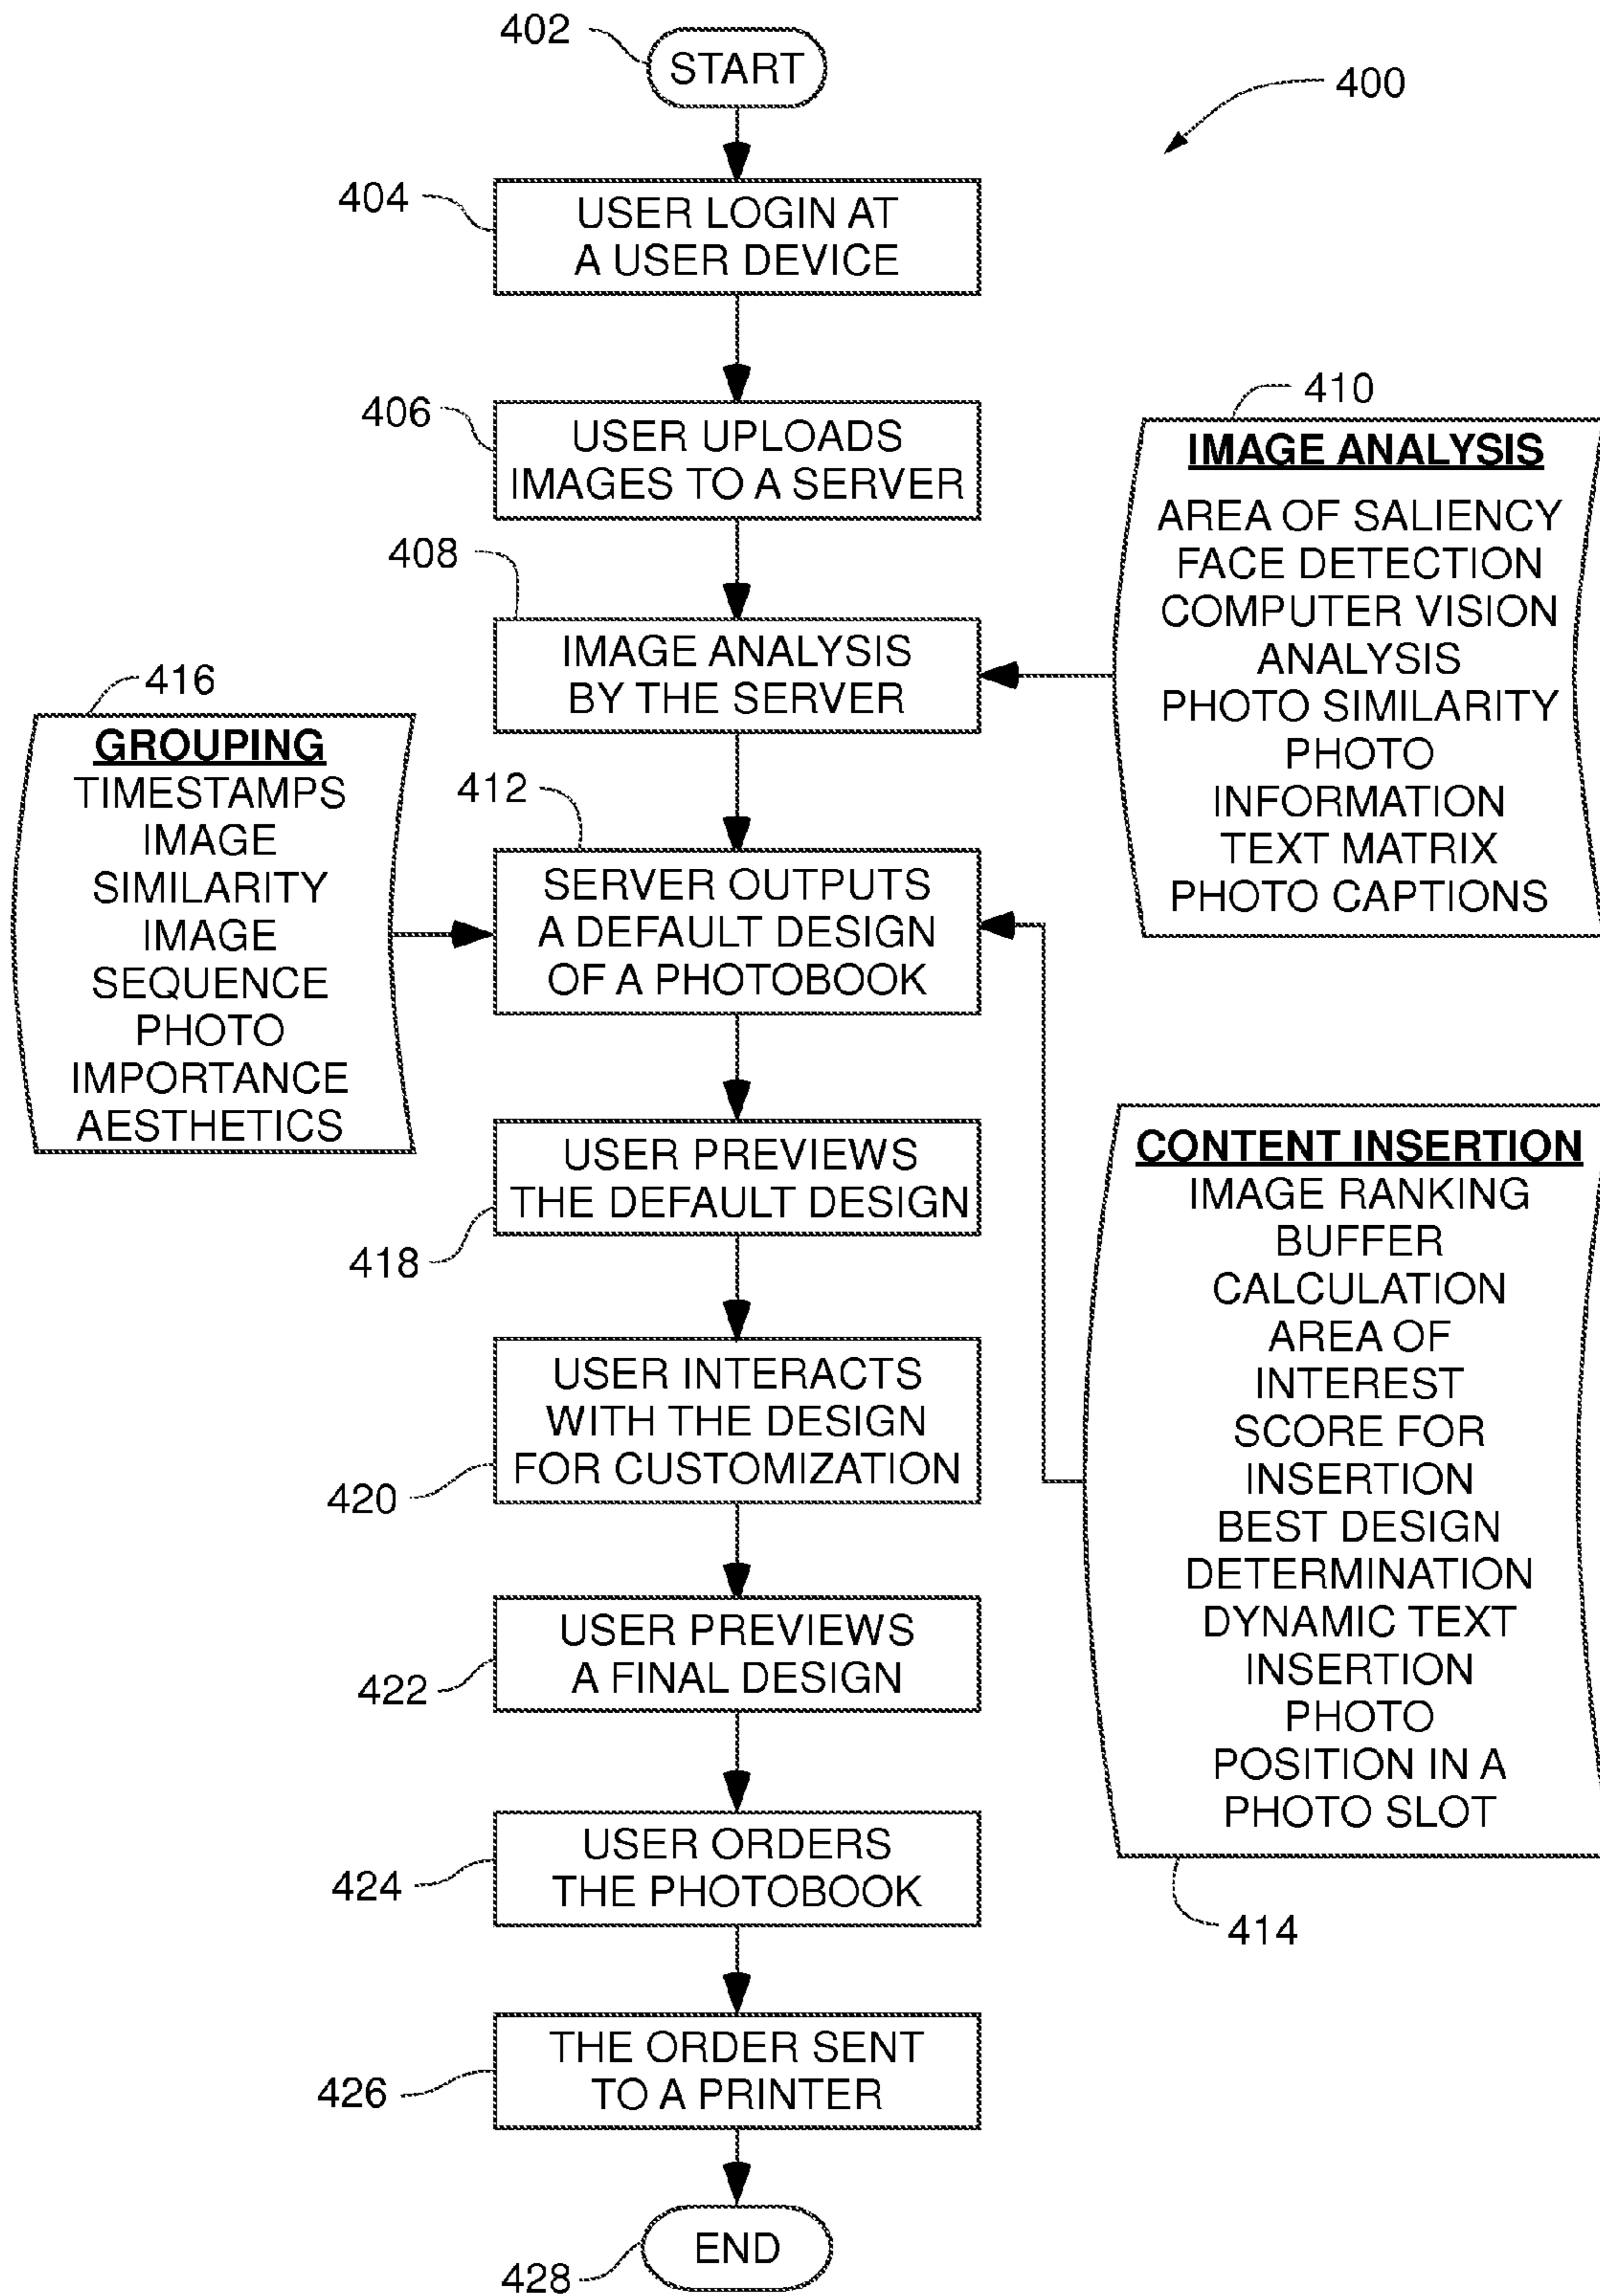 402
START
400
404
USER LOGIN AT
A USER DEVICE
406
USER UPLOADS
IMAGES TO A SERVER
410
IMAGE ANALYSIS
AREA OF SALIENCY
FACE DETECTION
COMPUTER VISION
ANALYSIS
PHOTO SIMILARITY
PHOTO
INFORMATION
TEXT MATRIX
PHOTO CAPTIONS
408
IMAGE ANALYSIS
BY THE SERVER
416
GROUPING
TIMESTAMPS
IMAGE
SIMILARITY
IMAGE
SEQUENCE
PHOTO
IMPORTANCE
AESTHETICS
412
SERVER OUTPUTS
A DEFAULT DESIGN
OF A PHOTOBOOK
USER PREVIEWS
THE DEFAULT DESIGN
418
CONTENT INSERTION
IMAGE RANKING
BUFFER
CALCULATION
AREA OF
INTEREST
SCORE FOR
INSERTION
BEST DESIGN
DETERMINATION
DYNAMIC TEXT
INSERTION
PHOTO
POSITION IN A
PHOTO SLOT
414
USER INTERACTS
WITH THE DESIGN
FOR CUSTOMIZATION
420
USER PREVIEWS
A FINAL DESIGN
422
USER ORDERS
THE PHOTOBOOK
424
THE ORDER SENT
TO A PRINTER
426
END
428